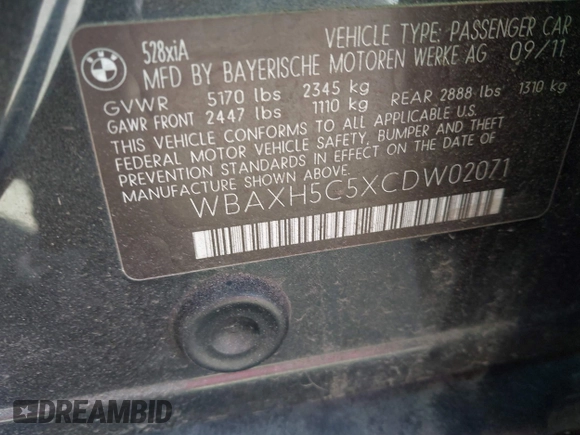 BMW
528xiA
VEHICLE TYPE: PASSENGER CAR
MFD BY BAYERISCHE MOTOREN WERKE AG 09/11
GVWR 5170 lbs 2345 kg
GAWR FRONT 2447 lbs 1110 kg REAR 2888 lbs 1310 kg
THIS VEHICLE CONFORMS TO ALL APPLICABLE U.S.
FEDERAL MOTOR VEHICLE SAFETY, BUMPER AND THEFT
PREVENTION STANDARDS IN EFFECT ON THE DATE OF
MANUFACTURE SHOWN ABOVE.
WBAXH5C5XCDW02071
DREAMBID